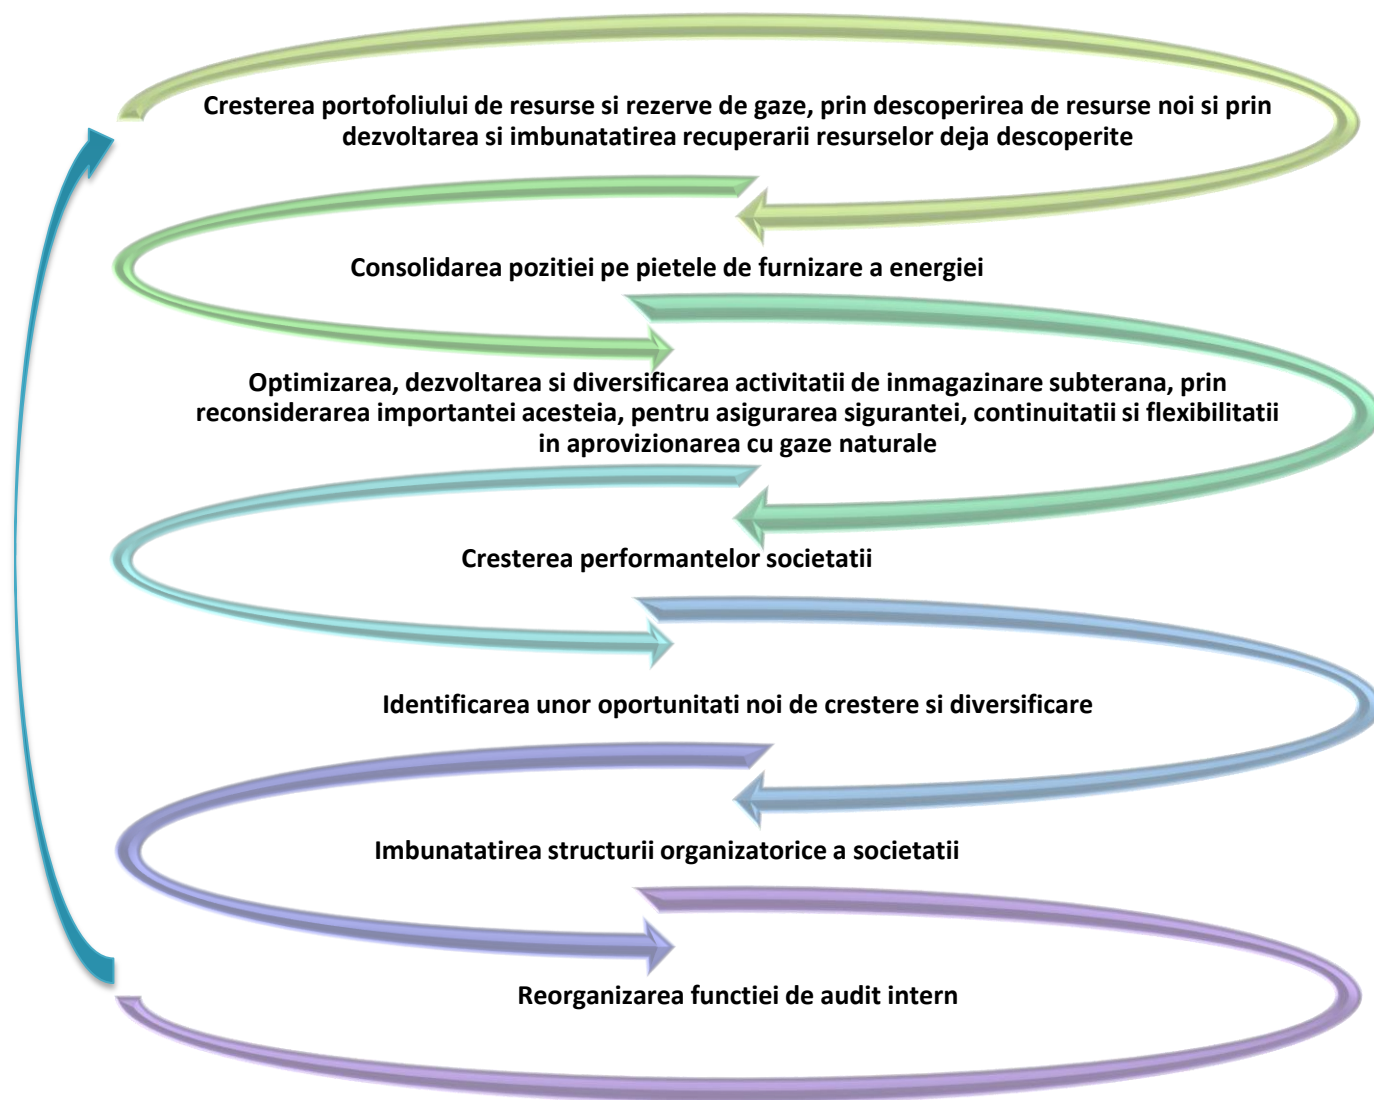 Cresterea portofoliului de resurse si rezerve de gaze, prin descoperirea de resurse noi si prin
dezvoltarea si imbunatatirea recuperarii resurselor deja descoperite
Consolidarea pozitiei pe pietele de furnizare a energiei
Optimizarea, dezvoltarea si diversificarea activitatii de inmagazinare subterana, prin
reconsiderarea importantei acesteia, pentru asigurarea sigurantei, continuitatii si flexibilitatii
in aprovizionarea cu gaze naturale
Cresterea performantelor societatii
Identificarea unor oportunitati noi de crestere si diversificare
Imbunatatirea structurii organizatorice a societatii
Reorganizarea functiei de audit intern